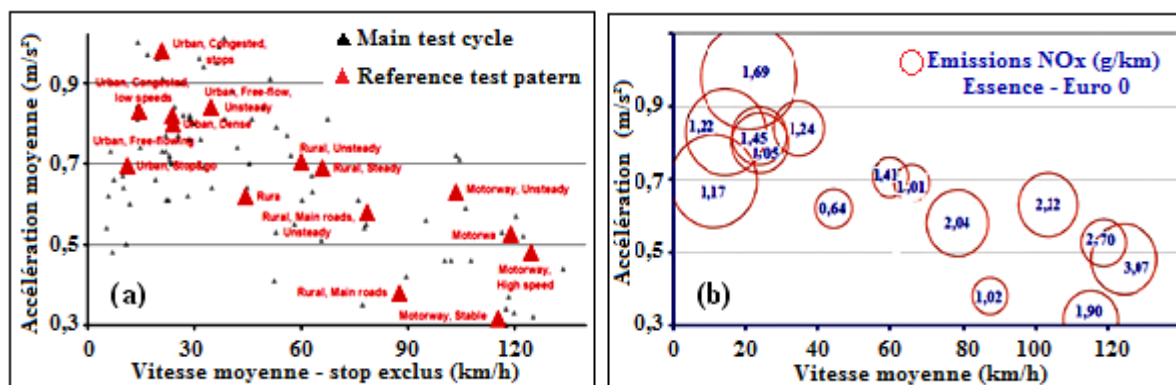 Accélération moyenne (m/s²)
0,9
0,7
0,5
0,3
0
30
60
90
120
Vitesse moyenne - stop exclus (km/h)
(a)
Main test cycle
Reference test patern
Urban, Congested,
stops
Urban, Congested,
low speeds
Urban, Free-flow,
Unsteady
Urban, Dense
Urban, Free-flowing
Urban, Stop&go
Rural, Unsteady
Rural, Steady
Rura
Rural, Main roads,
Unsteady
Motorway, Unsteady
Motorwa
Motorway,
High speed
Rural, Main roads
Motorway, Stable
Accélération (m/s²)
0,9
0,7
0,5
0,3
0
20
40
60
80
100
120
Vitesse moyenne (km/h)
(b)
Emissions NOx (g/km)
Essence - Euro 0
1,69
1,22
1,45
1,05
1,24
1,17
0,64
1,41
1,01
2,04
2,12
2,70
3,07
1,02
1,90